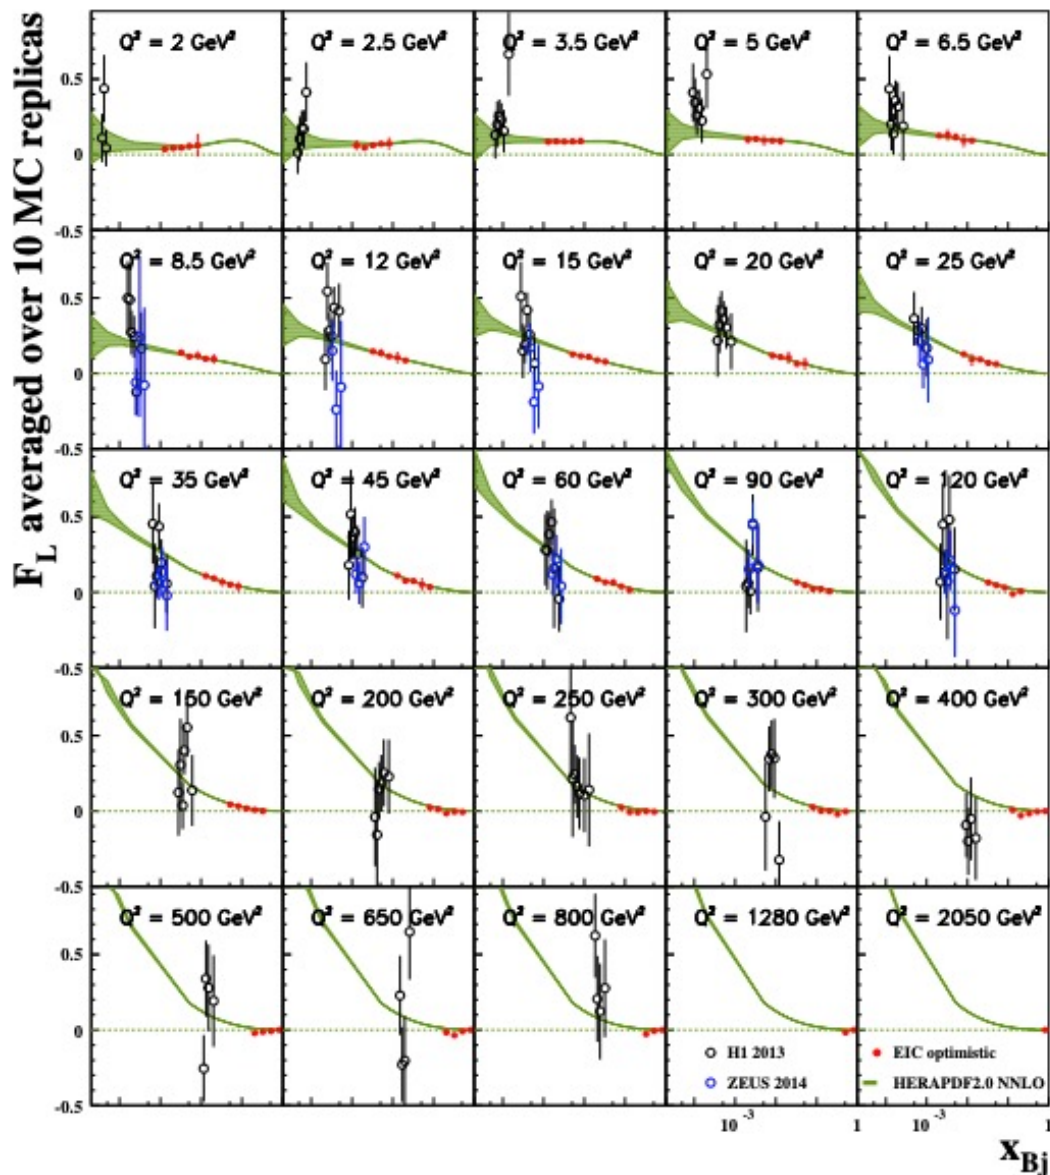 F_L averaged over 10 MC replicas
Q² = 2 GeV² Q² = 2.5 GeV² Q² = 3.5 GeV² Q² = 5 GeV² Q² = 6.5 GeV²
0.5
0
-0.5
Q² = 8.5 GeV² Q² = 12 GeV² Q² = 15 GeV² Q² = 20 GeV² Q² = 25 GeV²
0.5
0
-0.5
Q² = 35 GeV² Q² = 45 GeV² Q² = 60 GeV² Q² = 90 GeV² Q² = 120 GeV²
0.5
0
-0.5
Q² = 150 GeV² Q² = 200 GeV² Q² = 250 GeV² Q² = 300 GeV² Q² = 400 GeV²
0.5
0
-0.5
Q² = 500 GeV² Q² = 650 GeV² Q² = 800 GeV² Q² = 1280 GeV² Q² = 2050 GeV²
0.5
0
H1 2013 EIC optimistic
ZEUS 2014 HERAPDF2.0 NNLO
-0.5
10⁻³ 1 10⁻³ 1
x_Bj